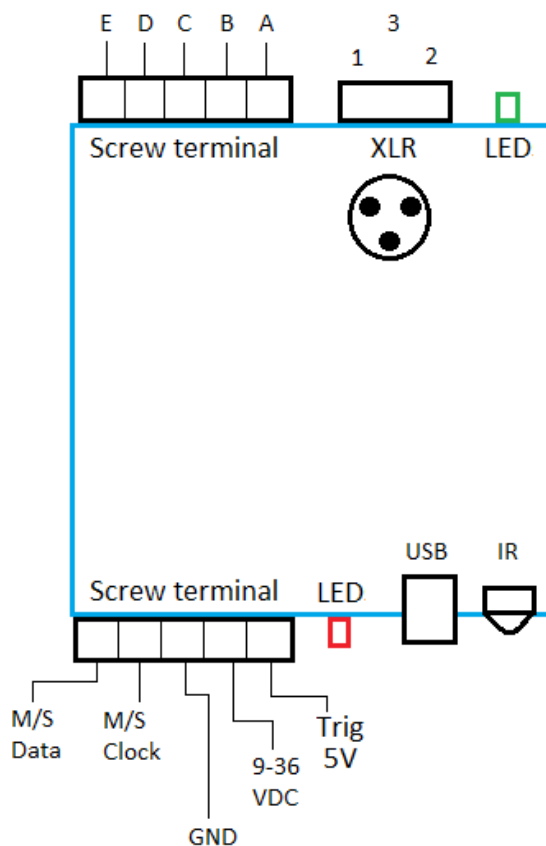 E D C B A
3
1 2
Screw terminal XLR LED
USB IR
Screw terminal LED
M/S
Data
M/S
Clock
GND
9-36
VDC
Trig
5V